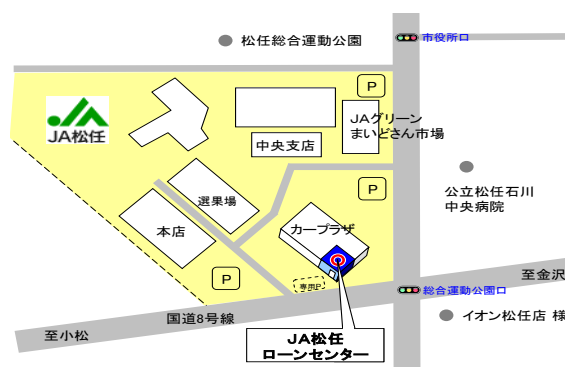 松任総合運動公園
市役所口
P
JA松任
JAグリーン
まいどさん市場
中央支店
P
公立松任石川
中央病院
選果場
本店
カープラザ
P
専用P
至金沢
総合運動公園口
国道8号線
イオン松任店 様
至小松
JA松任
ローンセンター